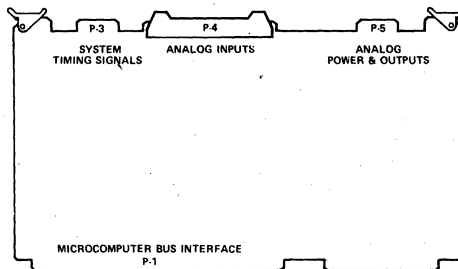 P-3
P-4
P-5
SYSTEM
TIMING SIGNALS
ANALOG INPUTS
ANALOG
POWER & OUTPUTS
MICROCOMPUTER BUS INTERFACE
P-1